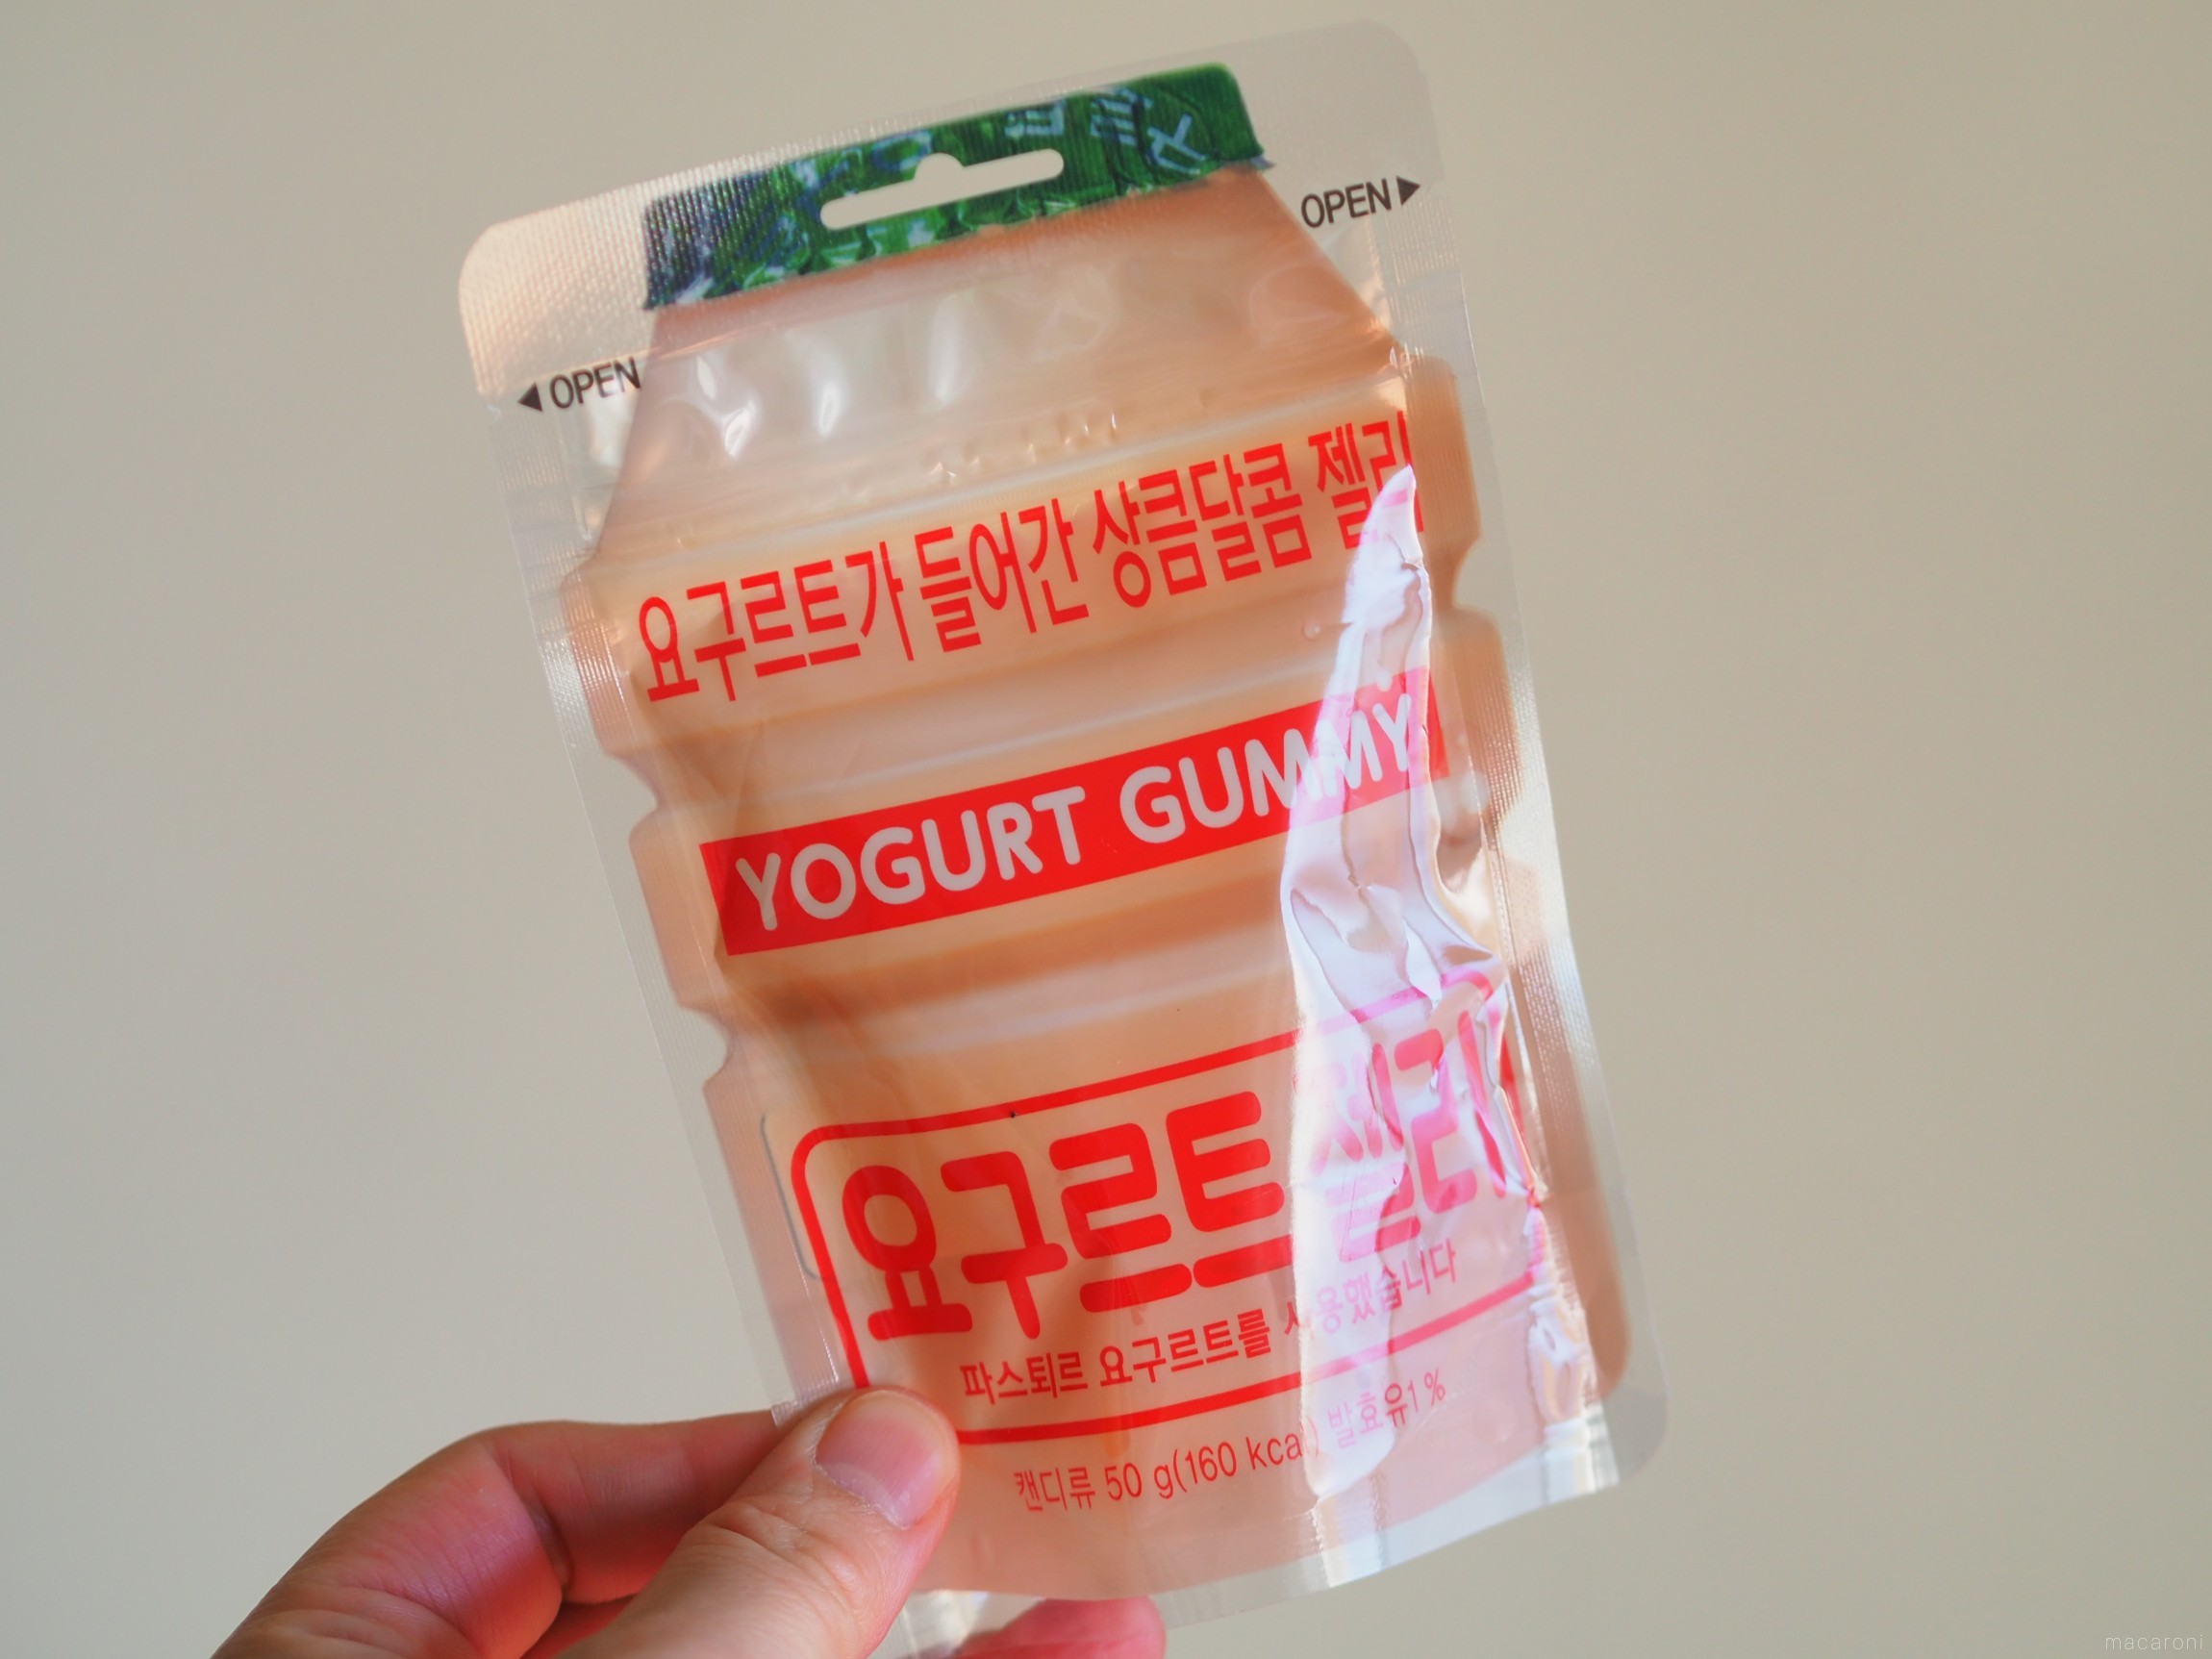 OPEN
OPEN
요구르트가 들어간 상큼달콤 젤리
YOGURT GUMMY
요구르트 젤리
파스퇴르 요구르트를 사용했습니다
캔디류 50 g(160 kcal) 발효유1 %
macaroni